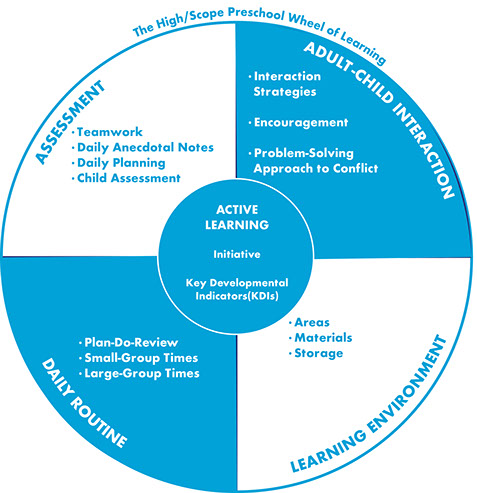 The High/Scope Preschool Wheel of Learning
ASSESSMENT
· Teamwork
· Daily Anecdotal Notes
· Daily Planning
· Child Assessment
ADULT-CHILD INTERACTION
· Interaction
Strategies
· Encouragement
· Problem-Solving
Approach to Conflict
ACTIVE
LEARNING
Initiative
Key Developmental
Indicators(KDIs)
DAILY ROUTINE
· Plan-Do-Review
· Small-Group Times
· Large-Group Times
LEARNING ENVIRONMENT
· Areas
· Materials
· Storage